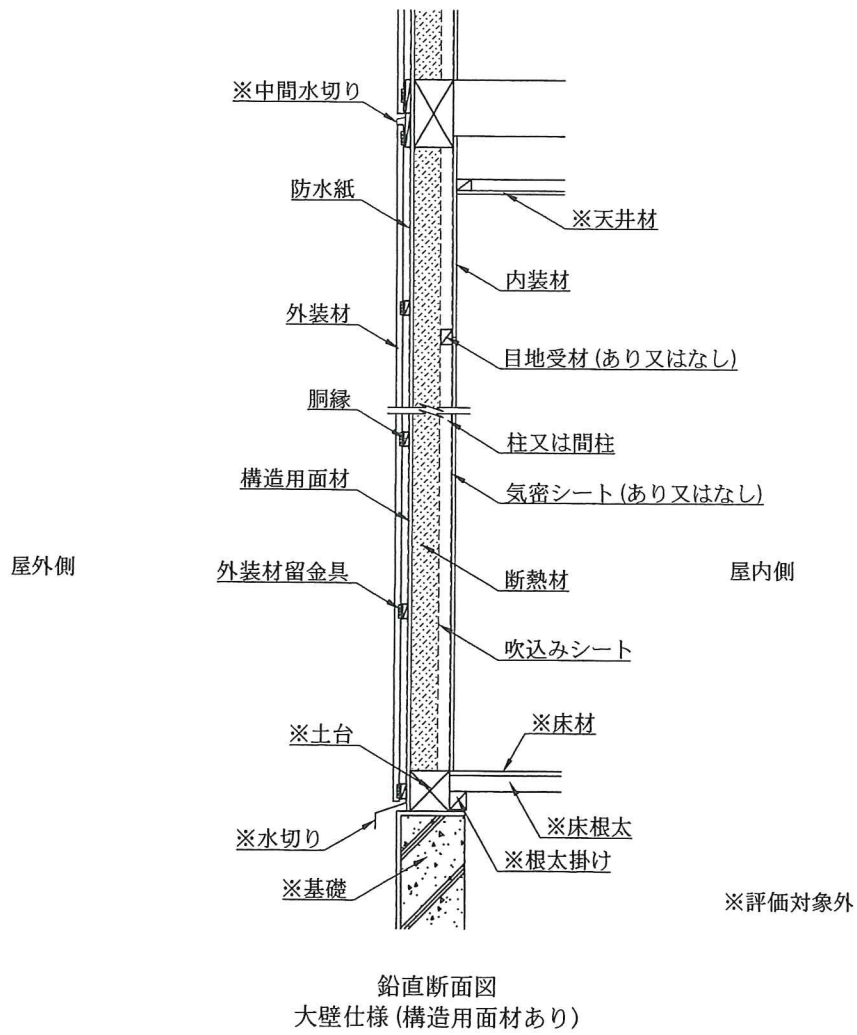 ※中間水切り
防水紙
※天井材
内装材
外装材
目地受材(あり又はなし)
胴縁
柱又は間柱
構造用面材
気密シート(あり又はなし)
屋外側
外装材留金具
断熱材
屋内側
吹込みシート
※土台
※床材
※水切り
※床根太
※根太掛け
※基礎
※評価対象外
鉛直断面図
大壁仕様(構造用面材あり)